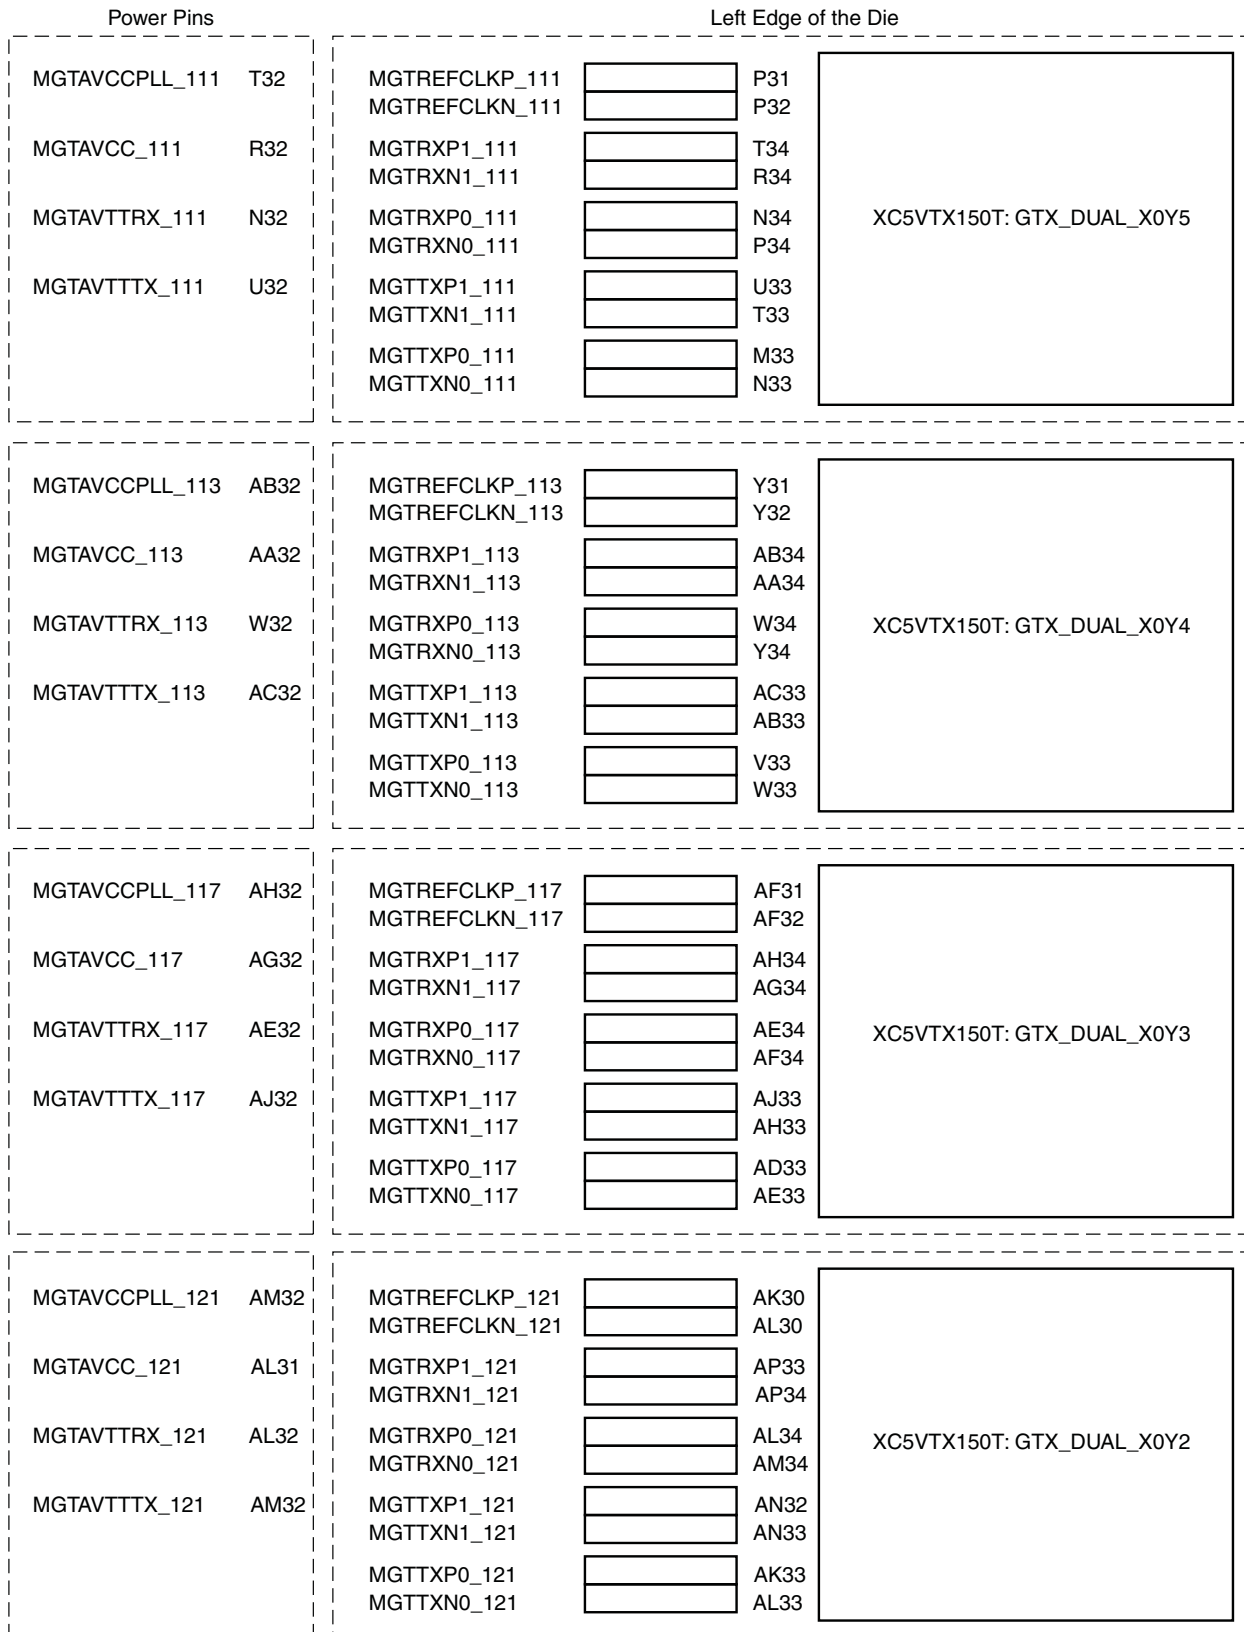 Power Pins
Left Edge of the Die
MGTAVCCPLL_111 T32
MGTAVCC_111 R32
MGTAVTTRX_111 N32
MGTAVTTTX_111 U32
MGTREFCLKP_111 P31
MGTREFCLKN_111 P32
MGTRXP1_111 T34
MGTRXN1_111 R34
MGTRXP0_111 N34
MGTRXN0_111 P34
MGTTXP1_111 U33
MGTTXN1_111 T33
MGTTXP0_111 M33
MGTTXN0_111 N33
XC5VTX150T: GTX_DUAL_X0Y5
MGTAVCCPLL_113 AB32
MGTAVCC_113 AA32
MGTAVTTRX_113 W32
MGTAVTTTX_113 AC32
MGTREFCLKP_113 Y31
MGTREFCLKN_113 Y32
MGTRXP1_113 AB34
MGTRXN1_113 AA34
MGTRXP0_113 W34
MGTRXN0_113 Y34
MGTTXP1_113 AC33
MGTTXN1_113 AB33
MGTTXP0_113 V33
MGTTXN0_113 W33
XC5VTX150T: GTX_DUAL_X0Y4
MGTAVCCPLL_117 AH32
MGTAVCC_117 AG32
MGTAVTTRX_117 AE32
MGTAVTTTX_117 AJ32
MGTREFCLKP_117 AF31
MGTREFCLKN_117 AF32
MGTRXP1_117 AH34
MGTRXN1_117 AG34
MGTRXP0_117 AE34
MGTRXN0_117 AF34
MGTTXP1_117 AJ33
MGTTXN1_117 AH33
MGTTXP0_117 AD33
MGTTXN0_117 AE33
XC5VTX150T: GTX_DUAL_X0Y3
MGTAVCCPLL_121 AM32
MGTAVCC_121 AL31
MGTAVTTRX_121 AL32
MGTAVTTTX_121 AM32
MGTREFCLKP_121 AK30
MGTREFCLKN_121 AL30
MGTRXP1_121 AP33
MGTRXN1_121 AP34
MGTRXP0_121 AL34
MGTRXN0_121 AM34
MGTTXP1_121 AN32
MGTTXN1_121 AN33
MGTTXP0_121 AK33
MGTTXN0_121 AL33
XC5VTX150T: GTX_DUAL_X0Y2